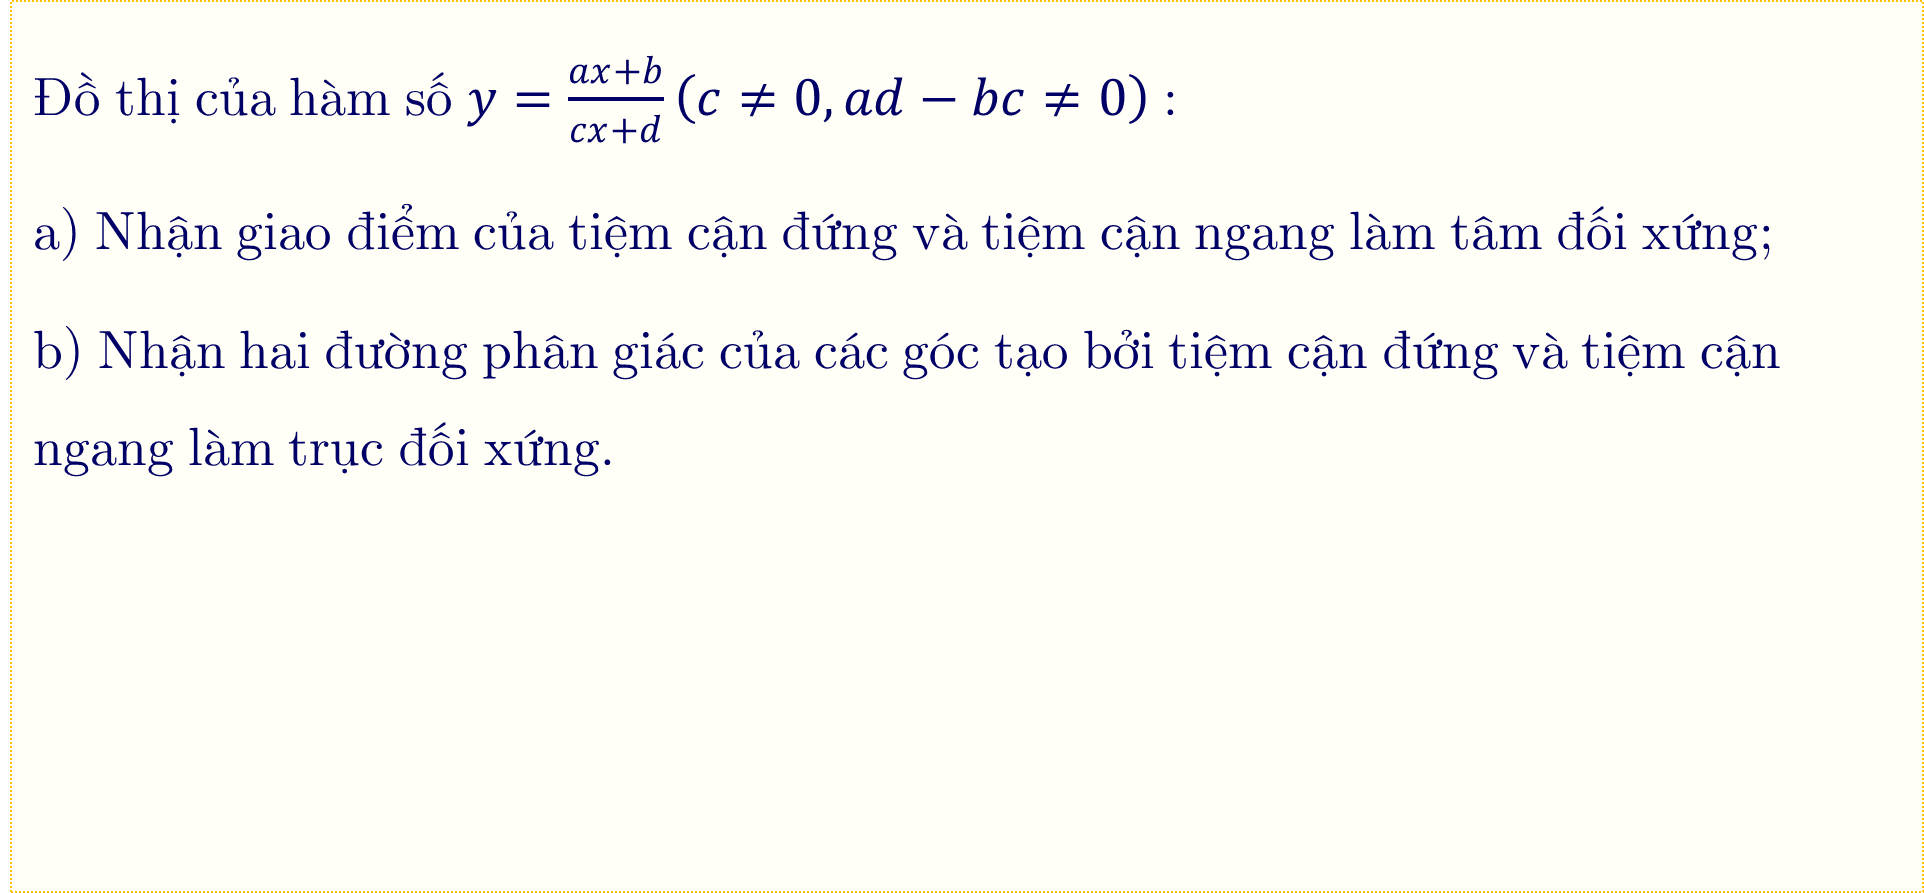 Đồ thị của hàm số y = \frac{ax+b}{cx+d} (c ≠ 0, ad − bc ≠ 0) :
a) Nhận giao điểm của tiệm cận đứng và tiệm cận ngang làm tâm đối xứng;
b) Nhận hai đường phân giác của các góc tạo bởi tiệm cận đứng và tiệm cận
ngang làm trục đối xứng.